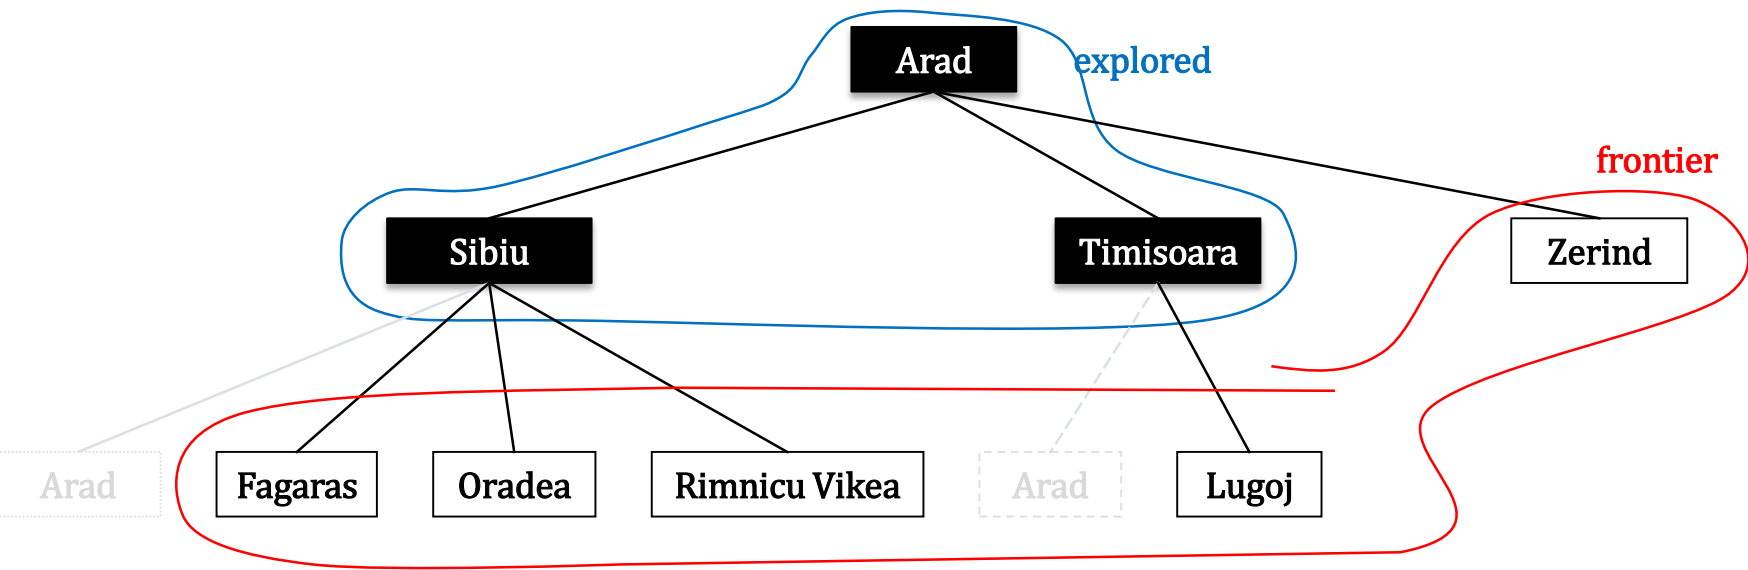 Arad
explored
frontier
Sibiu
Timisoara
Zerind
Arad
Fagaras
Oradea
Rimnicu Vikea
Arad
Lugoj